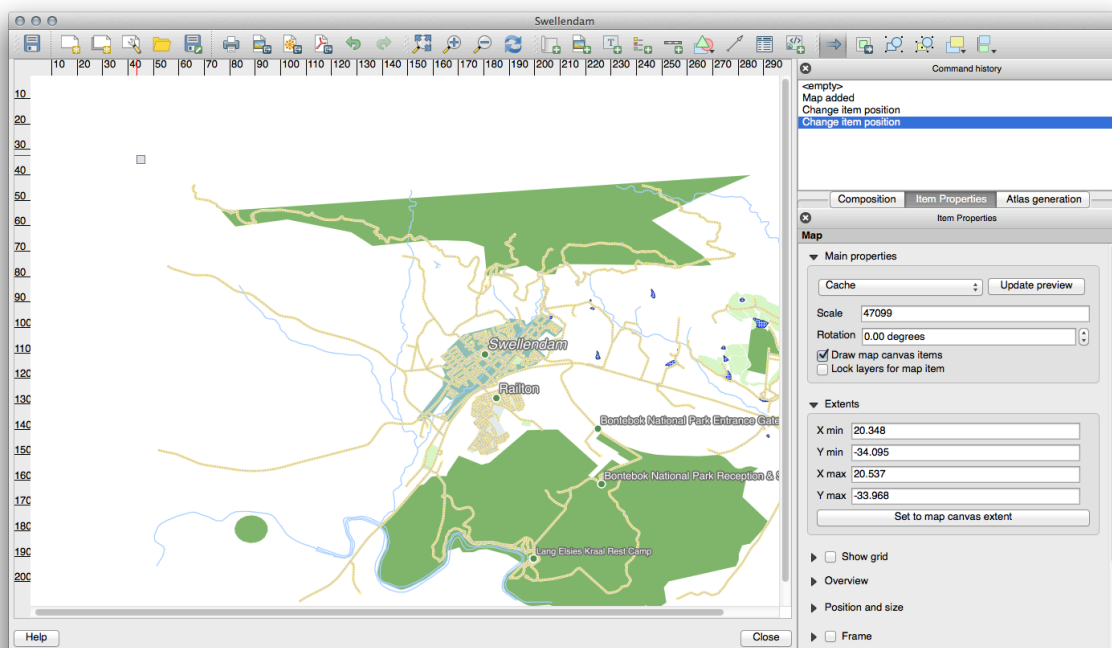 Swellendam
10 20 30 40 50 60 70 80 90 100 110 120 130 140 150 160 170 180 190 200 210 220 230 240 250 260 270 280 290
10
20
30
40
50
60
70
80
90
100
110
120
130
140
150
160
170
180
190
200
Swellendam
Railton
Bontebok National Park Entrance Gate
Bontebok National Park Reception &
Lang Elsies Kraal Rest Camp
Help
Close
Command history
<empty>
Map added
Change item position
Change item position
Composition
Item Properties
Atlas generation
Item Properties
Map
Main properties
Cache
Update preview
Scale
47099
Rotation
0.00 degrees
Draw map canvas items
Lock layers for map item
Extents
X min
20.348
Y min
-34.095
X max
20.537
Y max
-33.968
Set to map canvas extent
Show grid
Overview
Position and size
Frame